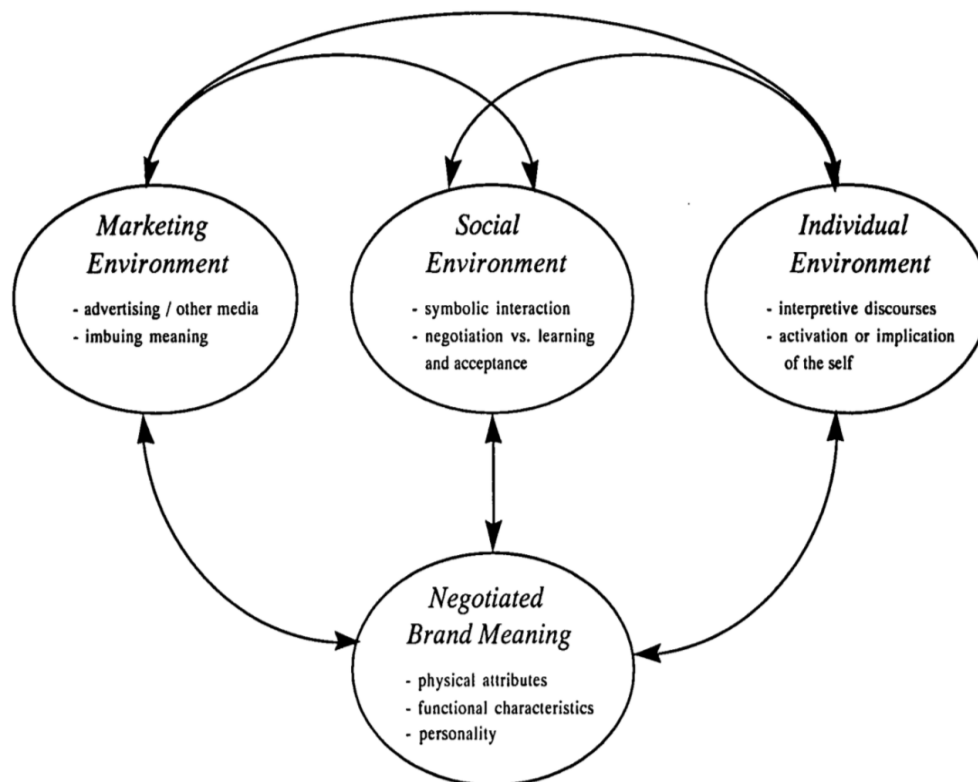 Marketing
Environment
- advertising / other media
- imbuing meaning
Social
Environment
- symbolic interaction
- negotiation vs. learning
and acceptance
Individual
Environment
- interpretive discourses
- activation or implication
of the self
Negotiated
Brand Meaning
- physical attributes
- functional characteristics
- personality